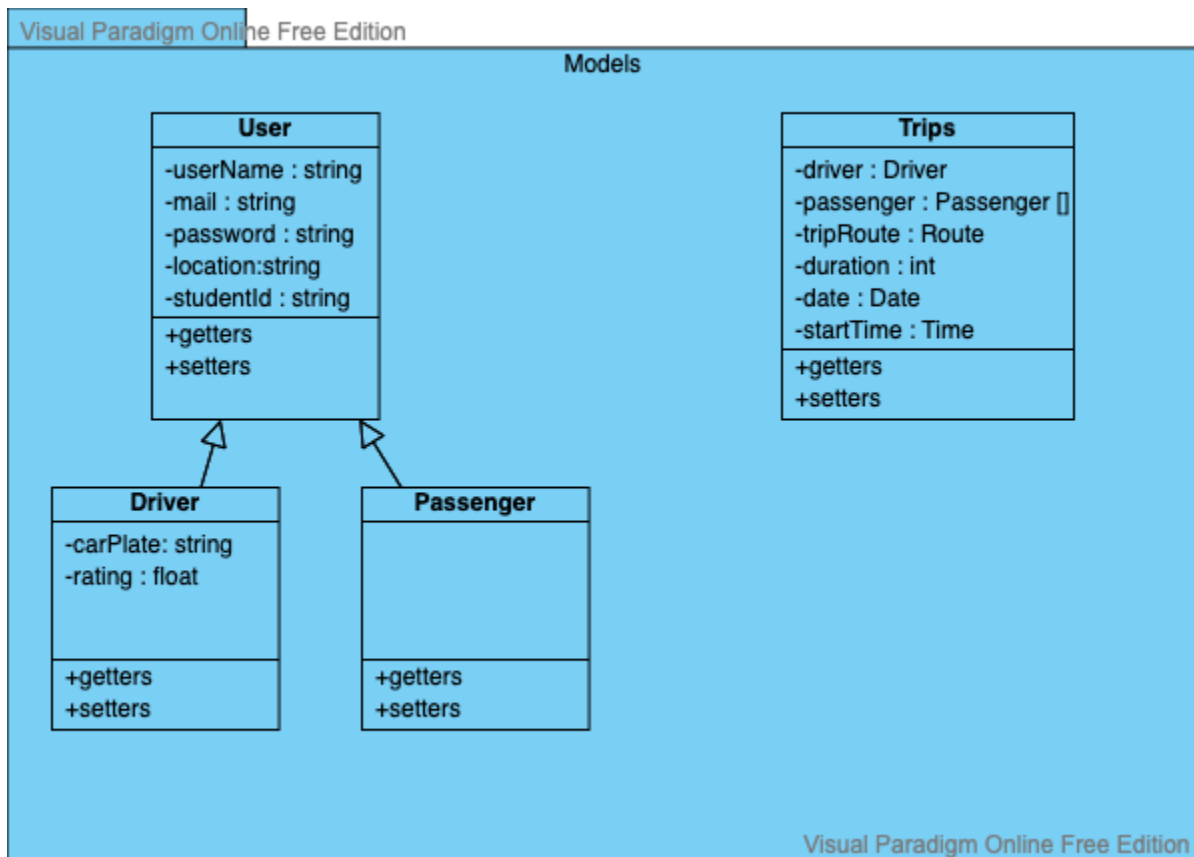 Visual Paradigm Online Free Edition
Models
User
-userName : string
-mail : string
-password : string
-location:string
-studentId : string
+getters
+setters
Trips
-driver : Driver
-passenger : Passenger []
-tripRoute : Route
-duration : int
-date : Date
-startTime : Time
+getters
+setters
Driver
-carPlate: string
-rating : float
+getters
+setters
Passenger
+getters
+setters
Visual Paradigm Online Free Edition